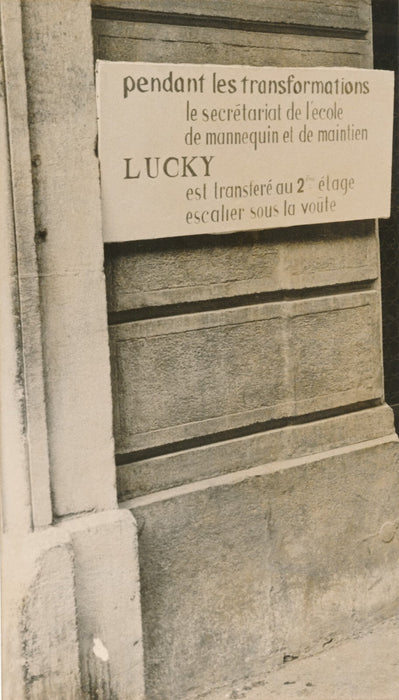 pendant les transformations
le secrétariat de l'école
de mannequin et de maintien
LUCKY
est transferé au 2me étage
escalier sous la voûte